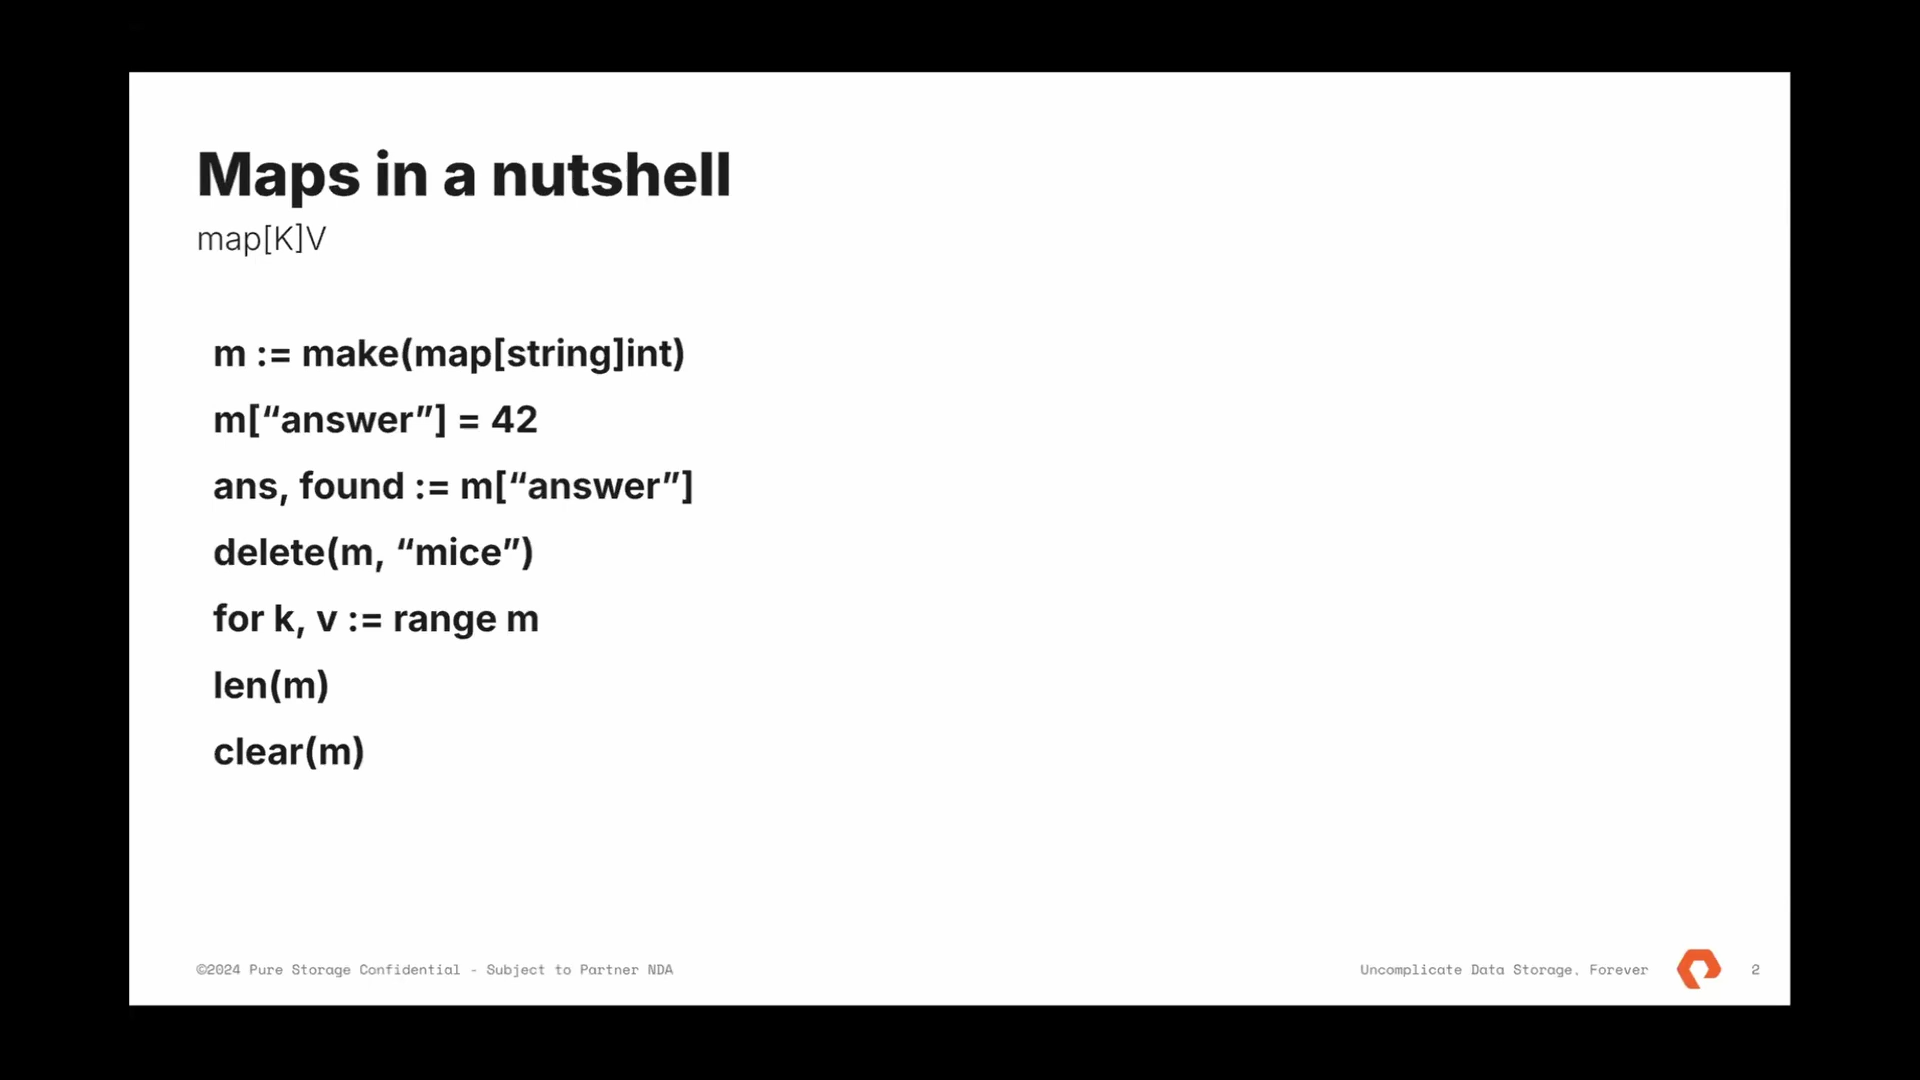 Maps in a nutshell
map[K]V
m := make(map[string]int)
m[“answer”] = 42
ans, found := m[“answer”]
delete(m, “mice”)
for k, v := range m
len(m)
clear(m)
©2024 Pure Storage Confidential - Subject to Partner NDA
Uncomplicate Data Storage, Forever
2